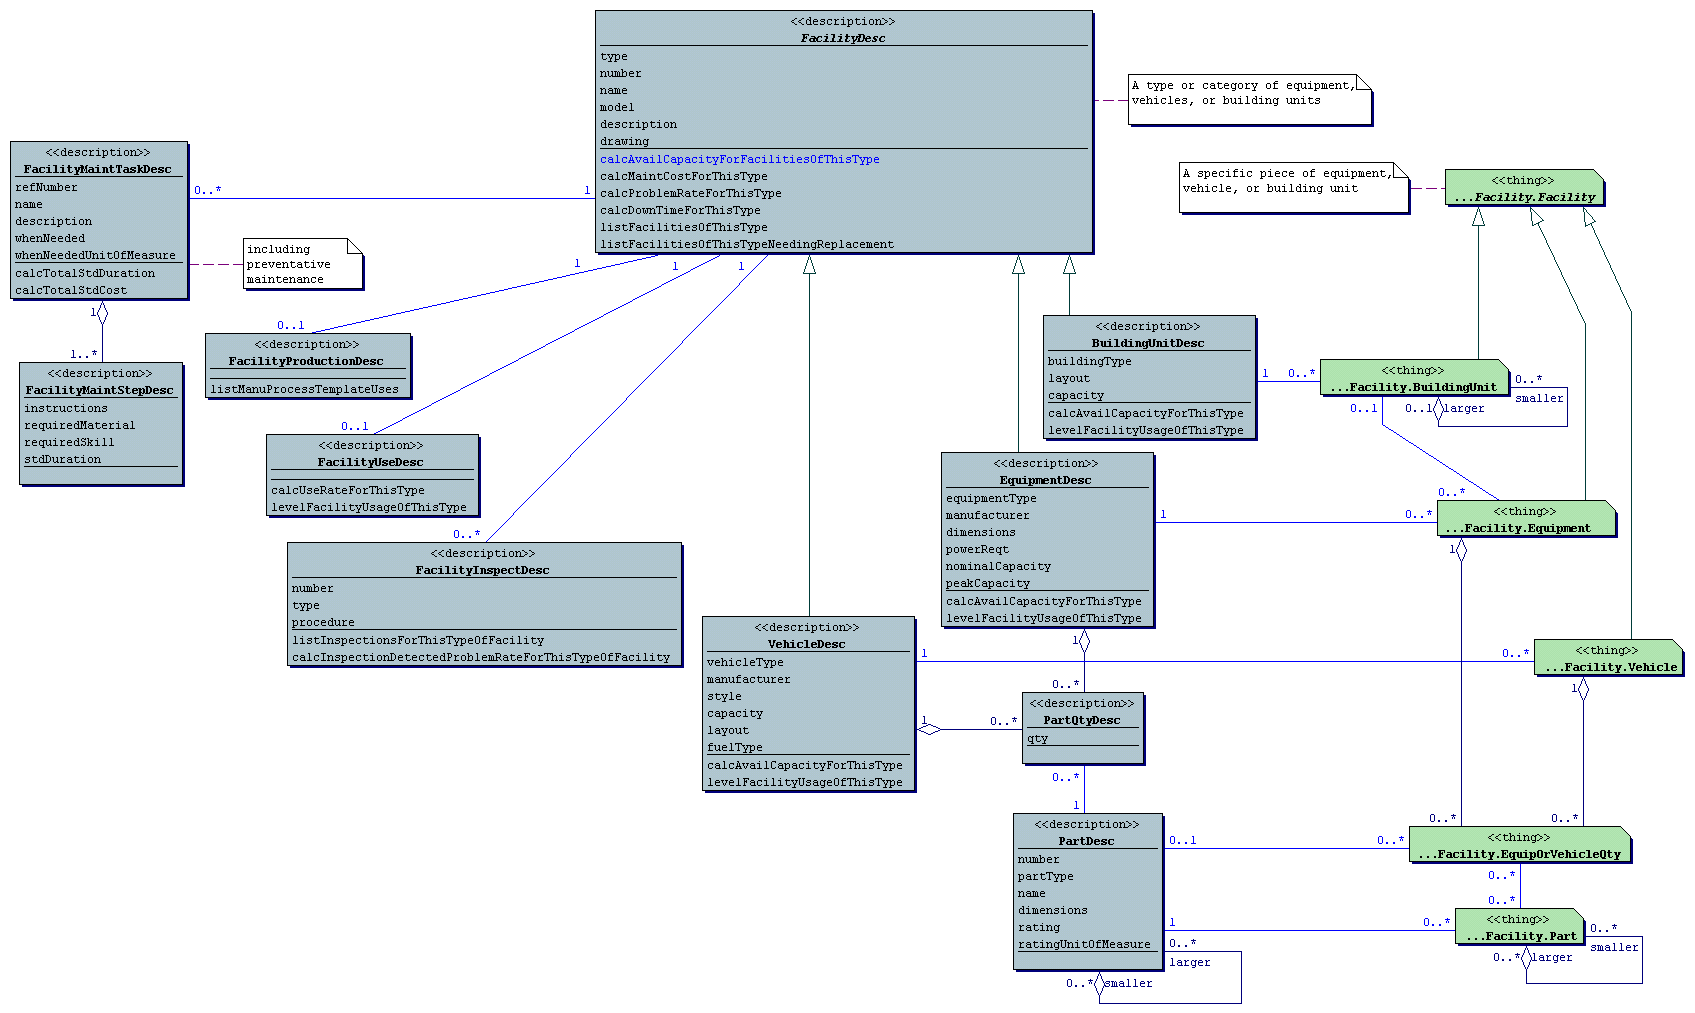 <<description>>
FacilityDesc
type
number
name
model
description
drawing
calcAvailCapacityForFacilitiesOfThisType
calcMaintCostForThisType
calcProblemRateForThisType
calcDownTimeForThisType
listFacilitiesOfThisType
listFacilitiesOfThisTypeNeedingReplacement
A type or category of equipment,
vehicles, or building units
<<description>>
FacilityMaintTaskDesc
refNumber
name
description
whenNeeded
whenNeededUnitOfMeasure
calcTotalStdDuration
calcTotalStdCost
0..*
1
including
preventative
maintenance
A specific piece of equipment,
vehicle, or building unit
<<thing>>
...Facility.Facility
1
1..*
<<description>>
FacilityMaintStepDesc
instructions
requiredMaterial
requiredSkill
stdDuration
1
1
1
0..1
<<description>>
FacilityProductionDesc
listManuProcessTemplateUses
0..1
<<description>>
FacilityUseDesc
calcUseRateForThisType
levelFacilityUsageOfThisType
0..*
<<description>>
FacilityInspectDesc
number
type
procedure
listInspectionsForThisTypeOfFacility
calcInspectionDetectedProblemRateForThisTypeOfFacility
<<description>>
BuildingUnitDesc
buildingType
layout
capacity
calcAvailCapacityForThisType
levelFacilityUsageOfThisType
1
0..*
<<thing>>
...Facility.BuildingUnit
0..*
smaller
0..1
0..1
larger
<<description>>
EquipmentDesc
equipmentType
manufacturer
dimensions
powerReqt
nominalCapacity
peakCapacity
calcAvailCapacityForThisType
levelFacilityUsageOfThisType
1
0..*
0..*
<<thing>>
...Facility.Equipment
1
<<description>>
VehicleDesc
vehicleType
manufacturer
style
capacity
layout
fuelType
calcAvailCapacityForThisType
levelFacilityUsageOfThisType
1
0..*
<<thing>>
...Facility.Vehicle
1
1
0..*
1
0..*
<<description>>
PartQtyDesc
qty
0..*
1
<<description>>
PartDesc
number
partType
name
dimensions
rating
ratingUnitOfMeasure
0..1
0..*
0..*
0..*
<<thing>>
...Facility.EquipOrVehicleQty
0..*
0..*
1
0..*
<<thing>>
...Facility.Part
0..*
smaller
0..*
larger
0..*
larger
0..*
smaller